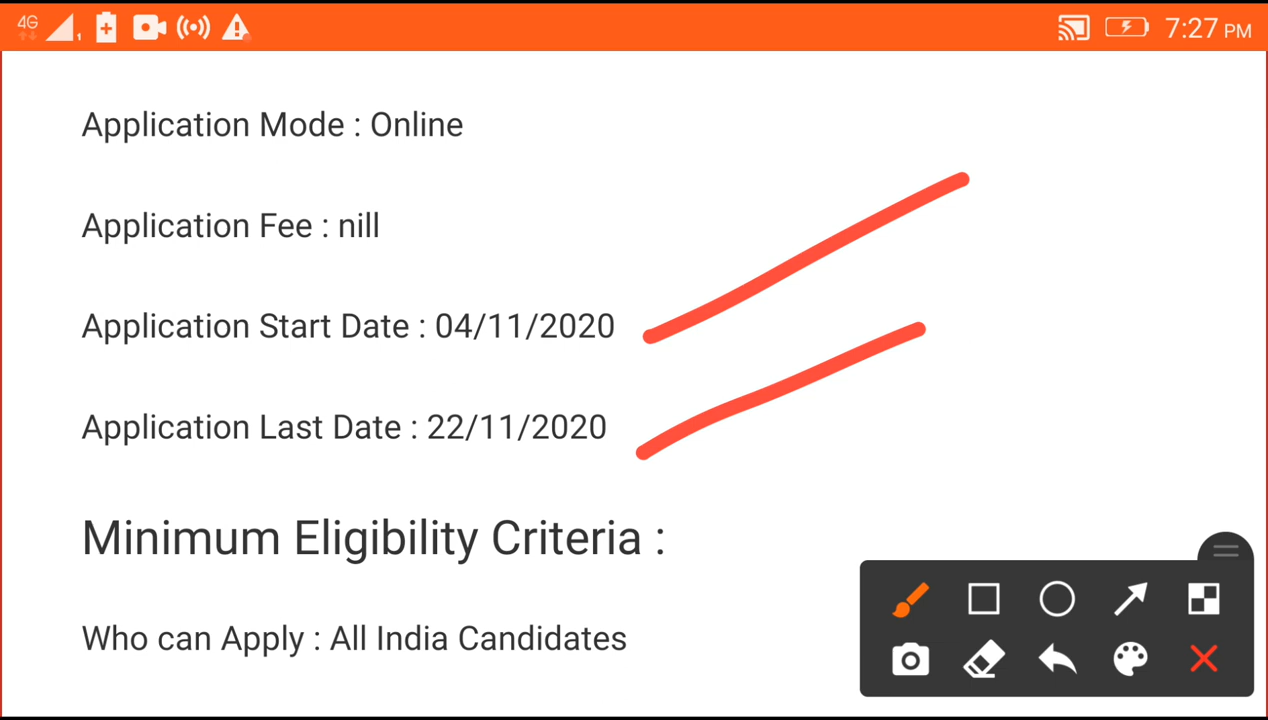 4G 1 7:27 PM
Application Mode : Online
Application Fee : nill
Application Start Date : 04/11/2020
Application Last Date : 22/11/2020
Minimum Eligibility Criteria :
Who can Apply : All India Candidates